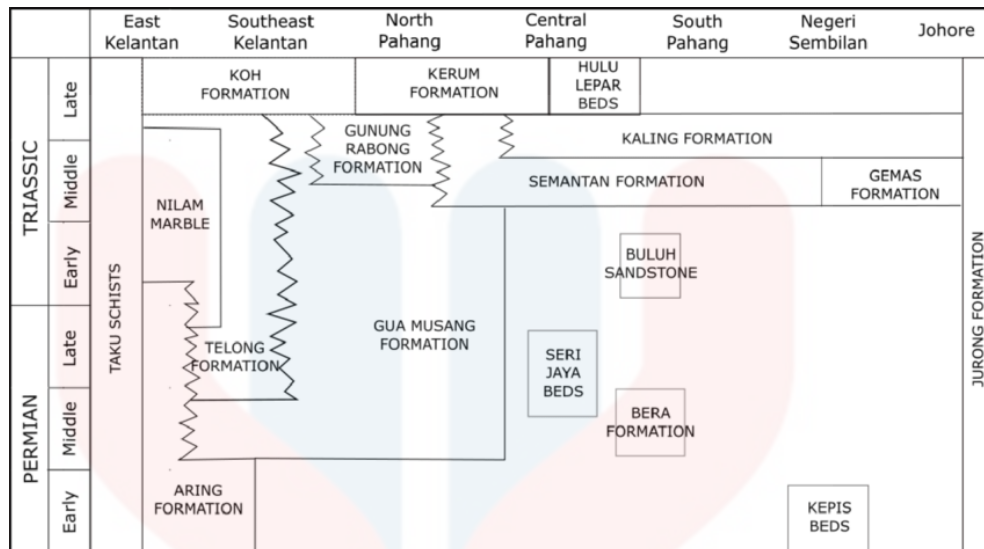 East
Kelantan
Southeast
Kelantan
North
Pahang
Central
Pahang
South
Pahang
Negeri
Sembilan
Johore
TRIASSIC
Late
Middle
Early
PERMIAN
Late
Middle
Early
TAKU SCHISTS
KOH
FORMATION
KERUM
FORMATION
HULU
LEPAR
BEDS
GUNUNG
RABONG
FORMATION
KALING FORMATION
SEMANTAN FORMATION
GEMAS
FORMATION
NILAM
MARBLE
BULUH
SANDSTONE
TELONG
FORMATION
GUA MUSANG
FORMATION
SERI
JAYA
BEDS
BERA
FORMATION
ARING
FORMATION
KEPIS
BEDS
JURONG FORMATION